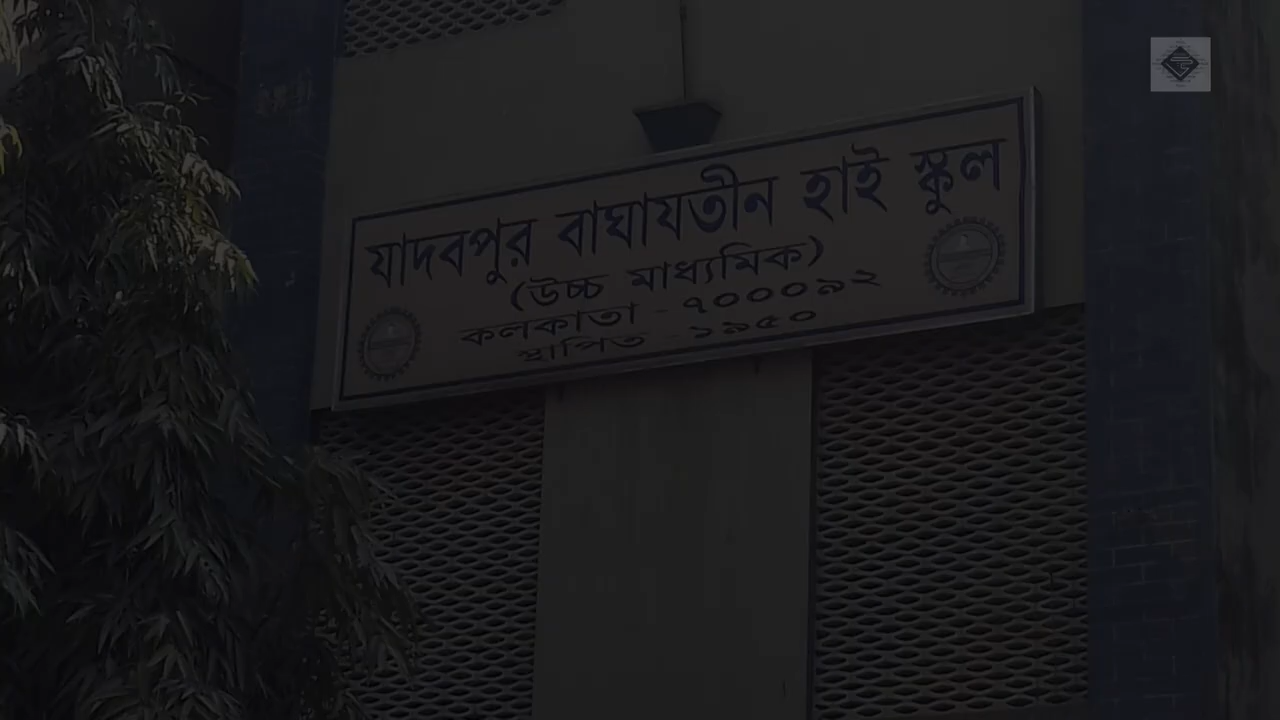 যাদবপুর বাঘাযতীন হাই স্কুল
(উচ্চ মাধ্যমিক)
কলকাতা - ৭০০০৯২
স্থাপিত - ১৯৫০